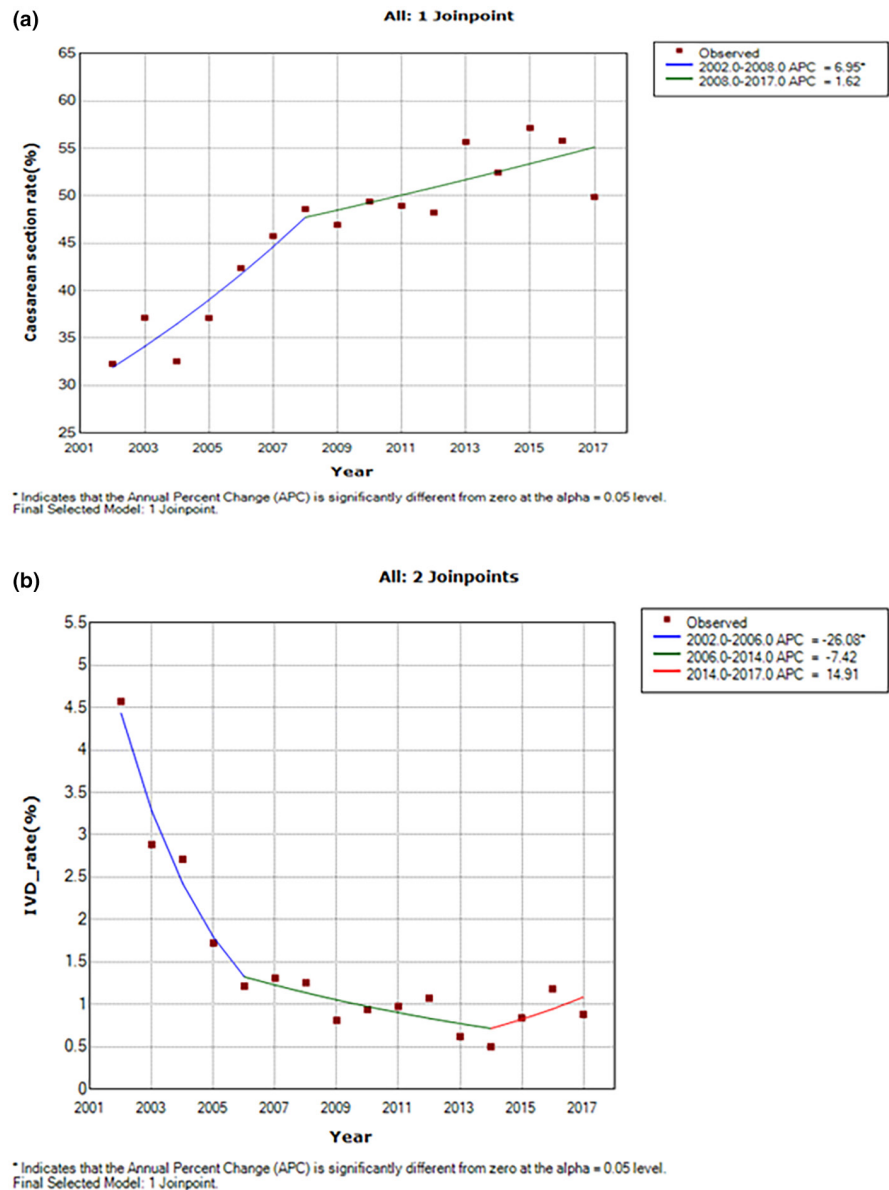 (a)
All: 1 Joinpoint
65
60
55
50
45
40
35
30
25
Caesarean section rate(%)
2001 2003 2005 2007 2009 2011 2013 2015 2017
Year
Observed
2002.0-2008.0 APC = 6.95*
2008.0-2017.0 APC = 1.62
* Indicates that the Annual Percent Change (APC) is significantly different from zero at the alpha = 0.05 level.
Final Selected Model: 1 Joinpoint.
(b)
All: 2 Joinpoints
5.5
5
4.5
4
3.5
3
2.5
2
1.5
1
0.5
0
IVD_rate(%)
2001 2003 2005 2007 2009 2011 2013 2015 2017
Year
Observed
2002.0-2006.0 APC = -26.08*
2006.0-2014.0 APC = -7.42
2014.0-2017.0 APC = 14.91
* Indicates that the Annual Percent Change (APC) is significantly different from zero at the alpha = 0.05 level.
Final Selected Model: 1 Joinpoint.